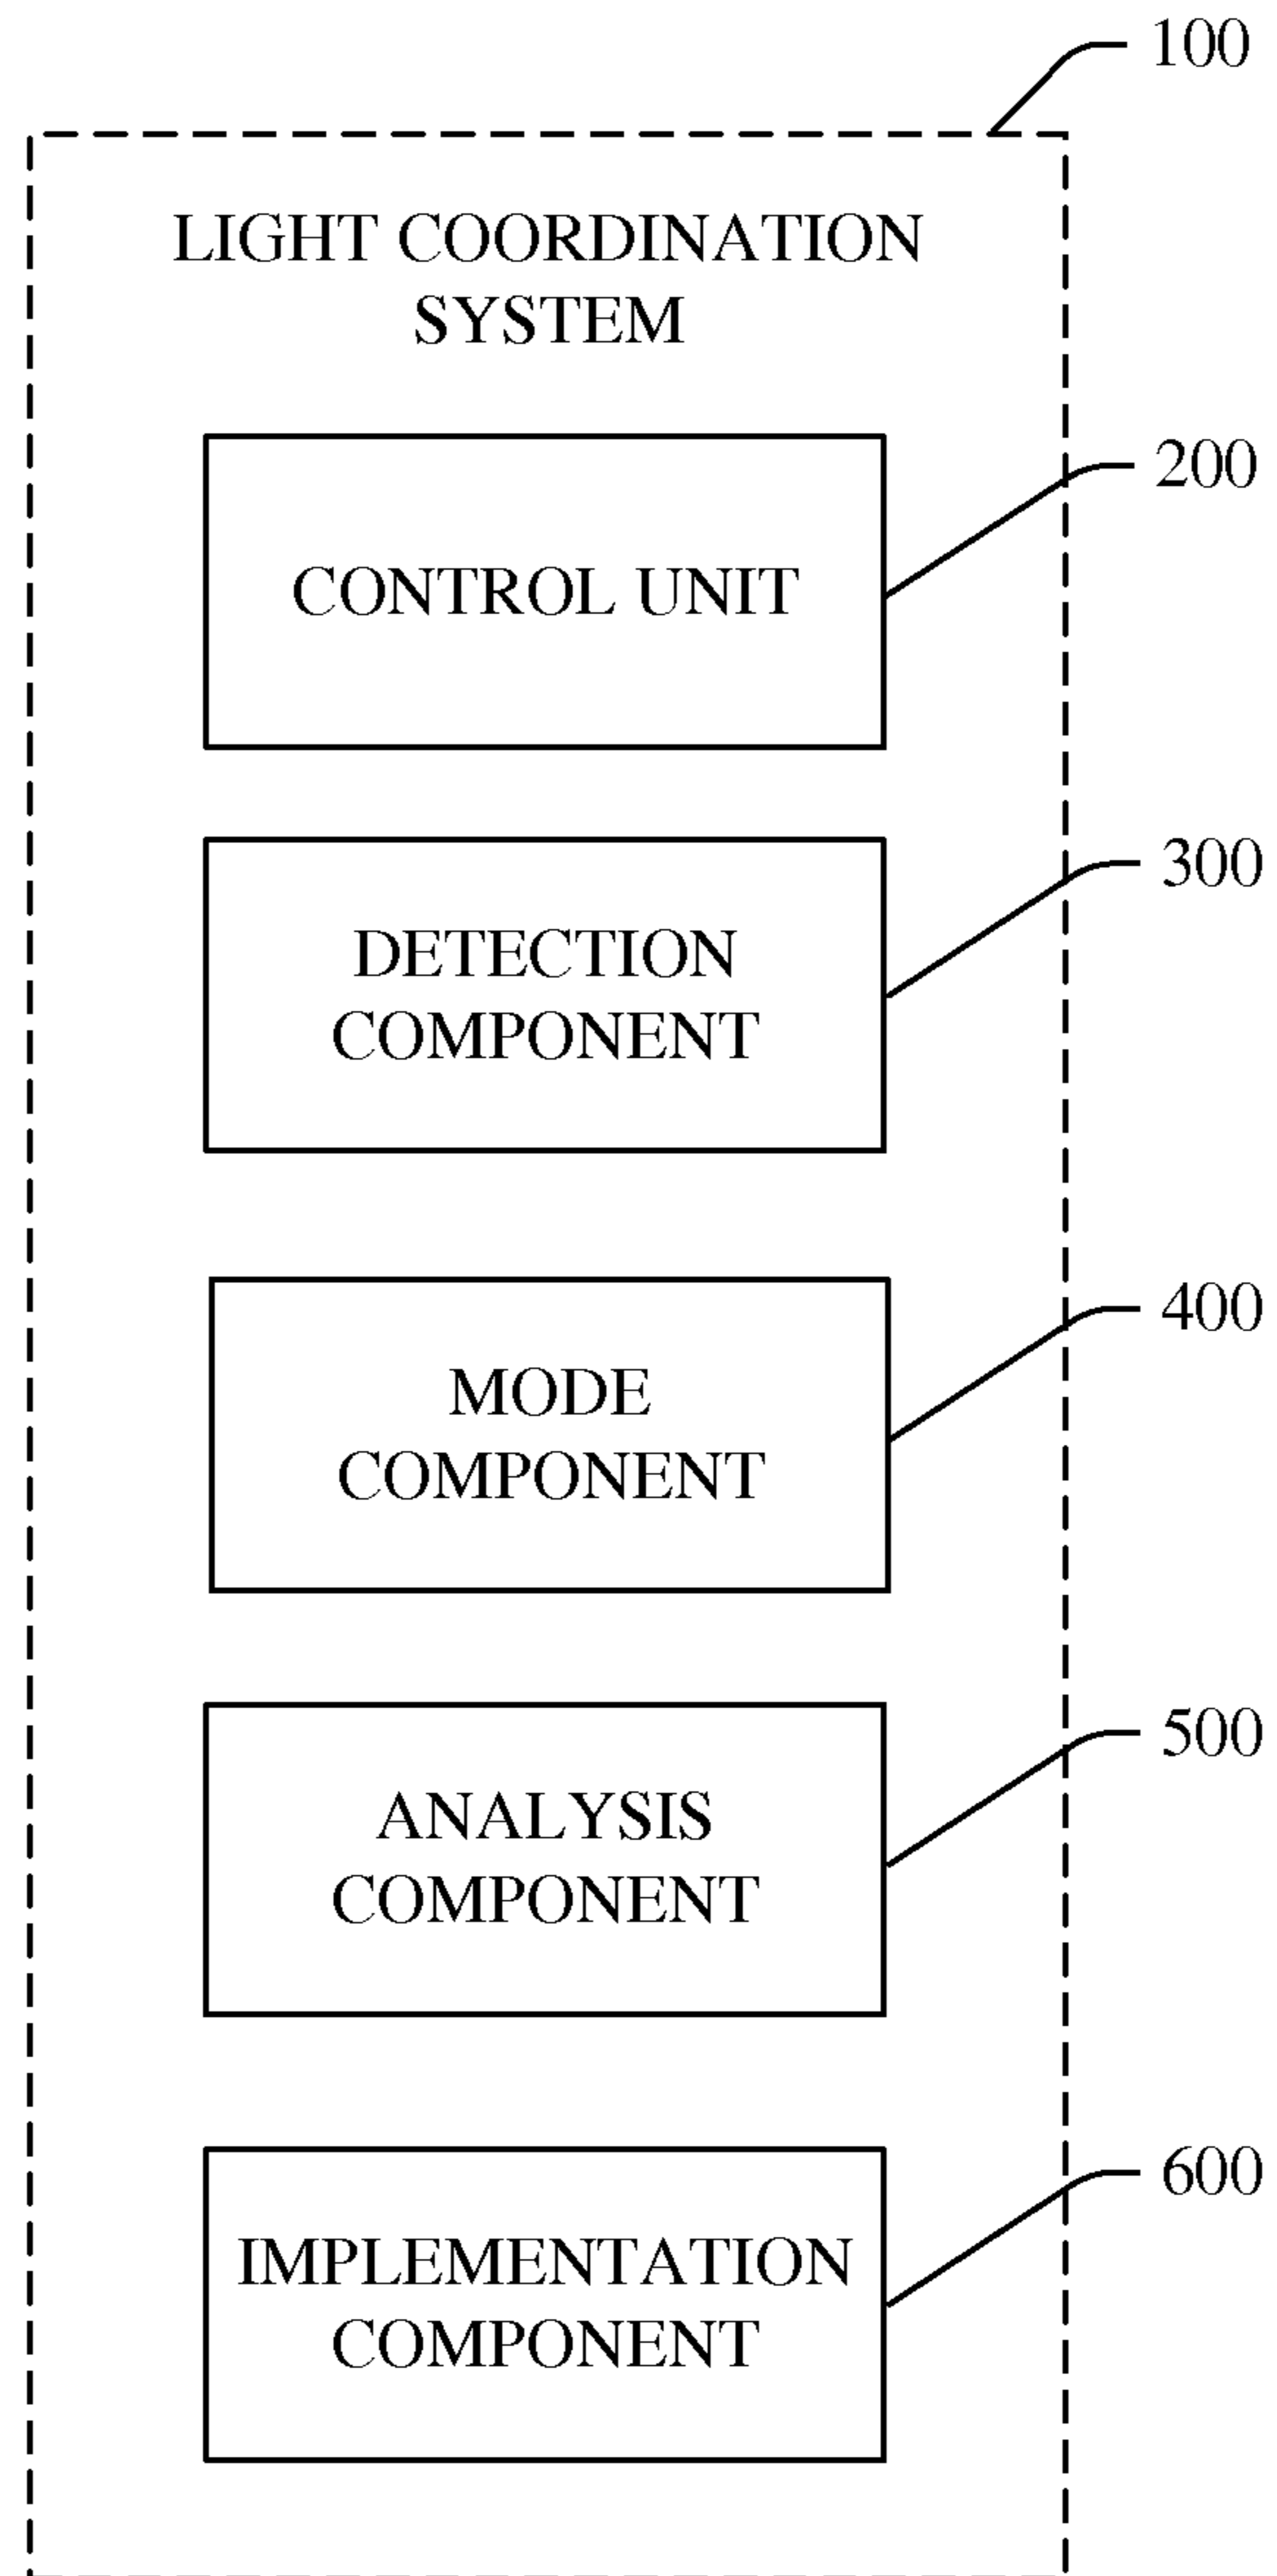 100
LIGHT COORDINATION
SYSTEM
200
CONTROL UNIT
300
DETECTION
COMPONENT
400
MODE
COMPONENT
500
ANALYSIS
COMPONENT
600
IMPLEMENTATION
COMPONENT